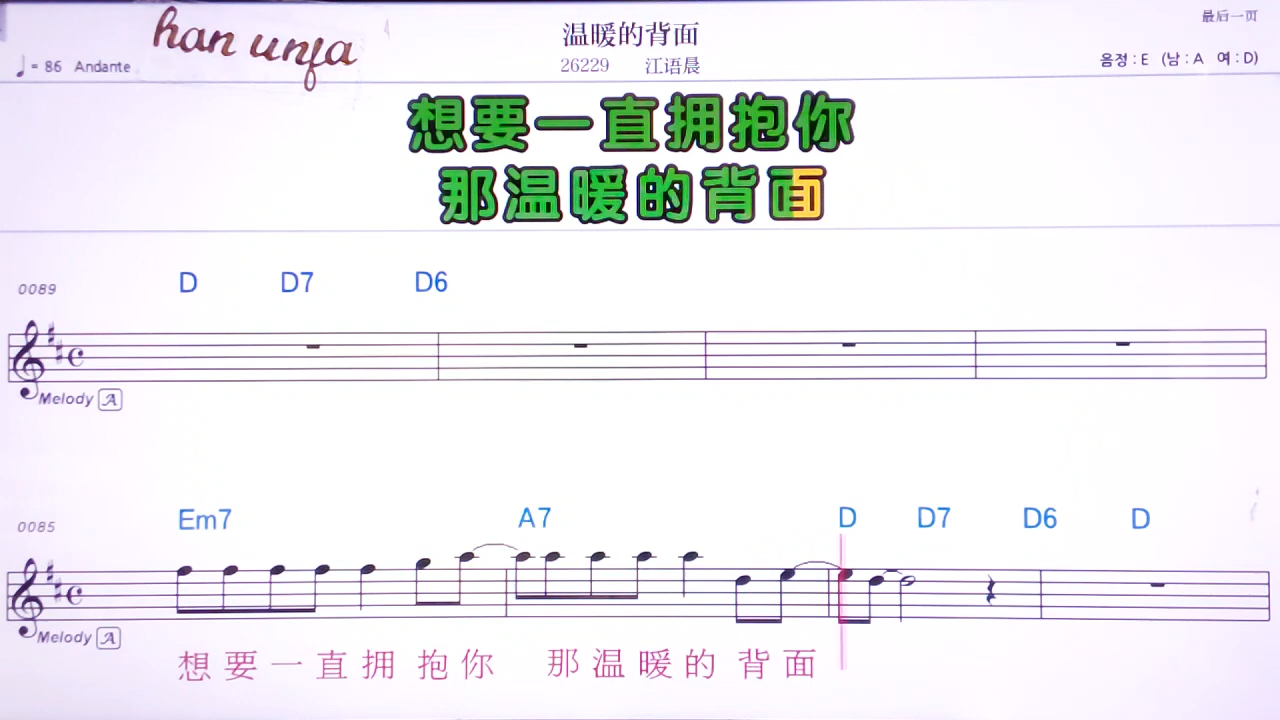 han unfa
温暖的背面
最后一页
♩= 86 Andante
26229 江语晨
음정 : E (남 : A 여 : D)
想要一直拥抱你
那温暖的背面
D D7 D6
0089
Melody A
Em7 A7 D D7 D6 D
0085
Melody A
想要一直拥抱你 那温暖的背面